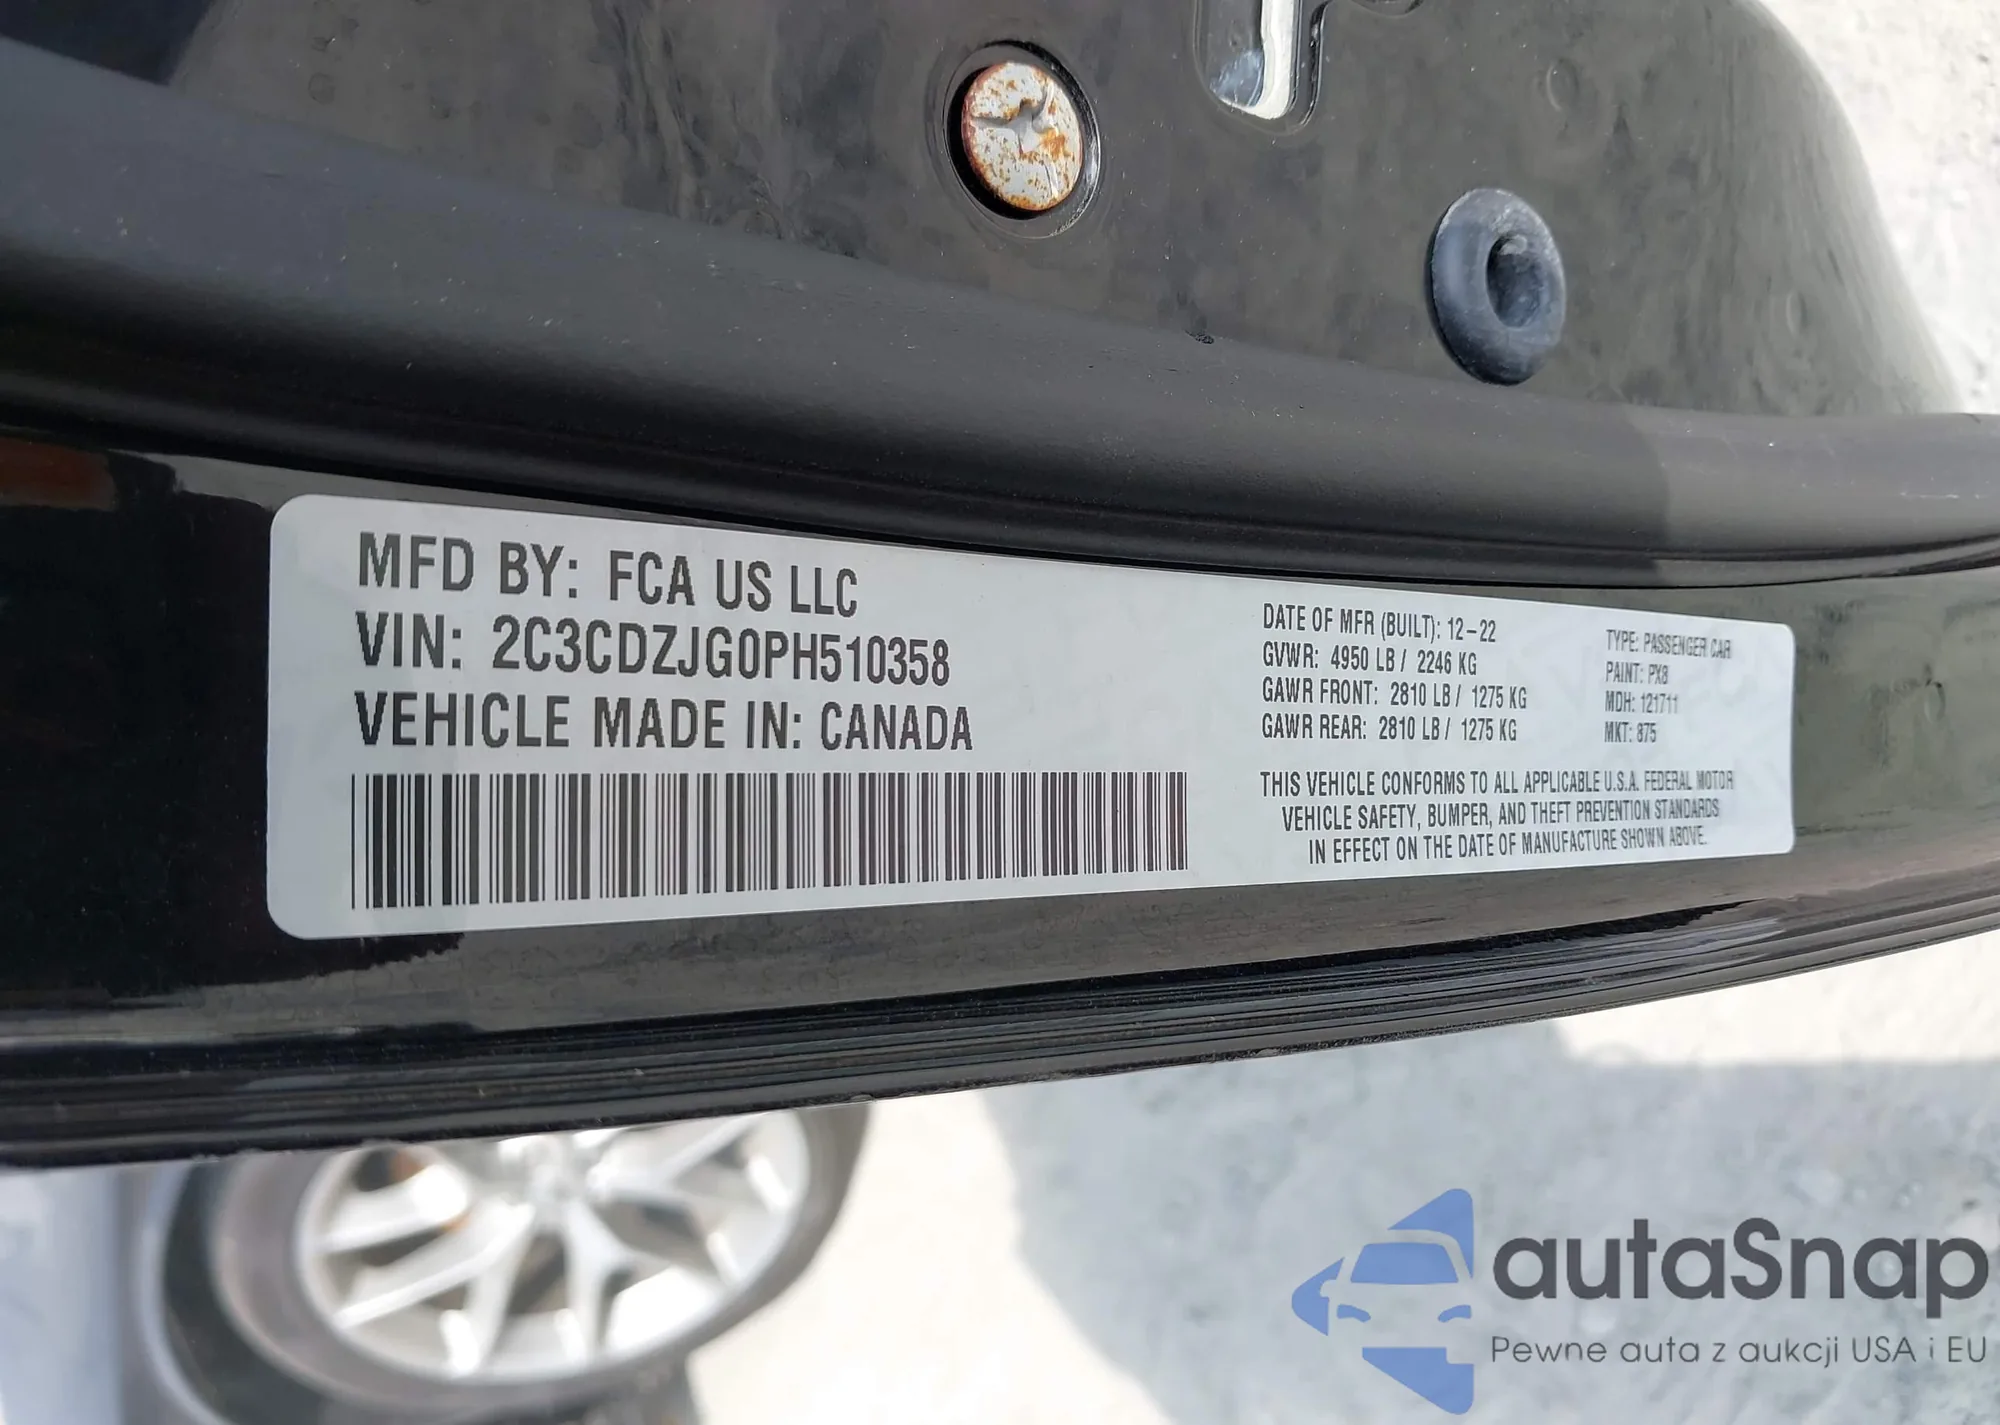 MFD BY: FCA US LLC
VIN: 2C3CDZJG0PH510358
VEHICLE MADE IN: CANADA
DATE OF MFR (BUILT): 12-22
GVWR: 4950 LB / 2246 KG
GAWR FRONT: 2810 LB / 1275 KG
GAWR REAR: 2810 LB / 1275 KG
TYPE: PASSENGER CAR
PAINT: PX8
MDH: 121711
MKT: 875
THIS VEHICLE CONFORMS TO ALL APPLICABLE U.S.A. FEDERAL MOTOR
VEHICLE SAFETY, BUMPER, AND THEFT PREVENTION STANDARDS
IN EFFECT ON THE DATE OF MANUFACTURE SHOWN ABOVE.
autaSnap
Pewne auta z aukcji USA i EU